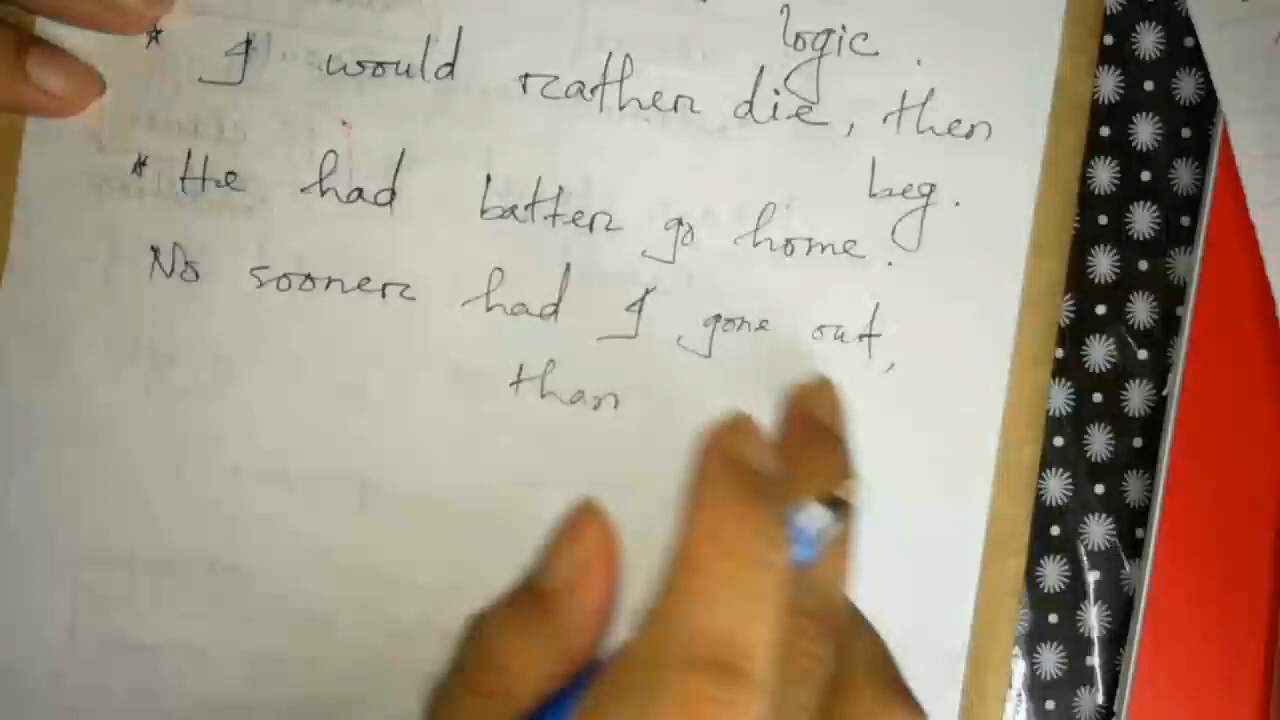 logic.
* I would rather die, then
beg.
* He had batter go home.
No sooner had I gone out,
than